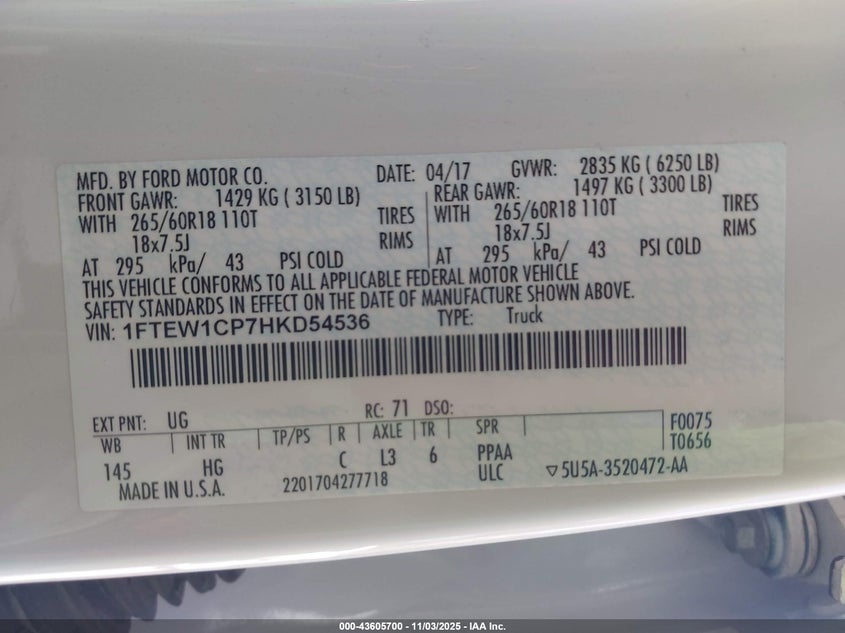 MFD. BY FORD MOTOR CO. DATE: 04/17 GVWR: 2835 KG ( 6250 LB)
FRONT GAWR: 1429 KG ( 3150 LB) REAR GAWR: 1497 KG ( 3300 LB)
WITH 265/60R18 110T TIRES WITH 265/60R18 110T TIRES
18x7.5J RIMS 18x7.5J RIMS
AT 295 kPa/ 43 PSI COLD AT 295 kPa/ 43 PSI COLD
THIS VEHICLE CONFORMS TO ALL APPLICABLE FEDERAL MOTOR VEHICLE
SAFETY STANDARDS IN EFFECT ON THE DATE OF MANUFACTURE SHOWN ABOVE.
VIN: 1FTEW1CP7HKD54536 TYPE: Truck
EXT PNT: UG RC: 71 DSO:
WB INT TR TP/PS R AXLE TR SPR F0075
T0656
145 HG C L3 6 PPAA
ULC ▽5U5A-3520472-AA
MADE IN U.S.A. 2201704277718
000-43605700 - 11/03/2025 - IAA Inc.